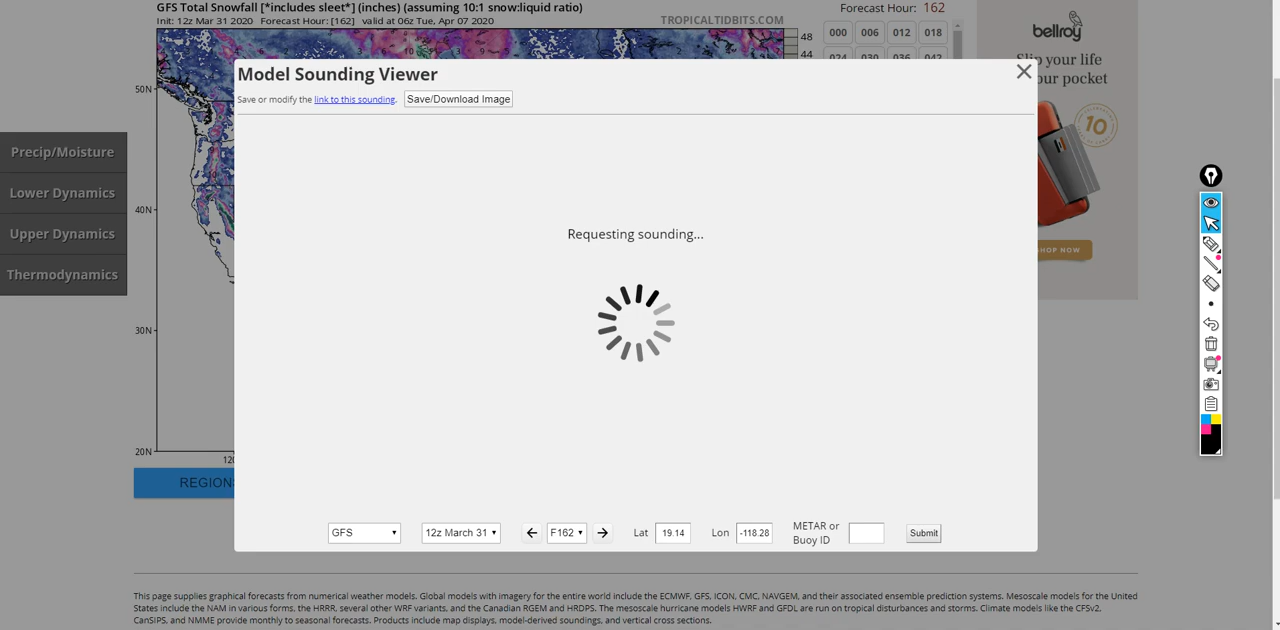 GFS Total Snowfall [*includes sleet*] (inches) (assuming 10:1 snow:liquid ratio)
Init: 12z Mar 31 2020 Forecast Hour: [162] valid at 06z Tue, Apr 07 2020
TROPICALTIDBITS.COM
Forecast Hour: 162
000 006 012 018
48
44
bellroy
Slip your life
your pocket
10
SHOP NOW
Model Sounding Viewer
Save or modify the link to this sounding.
Save/Download Image
50N
40N
30N
20N
Precip/Moisture
Lower Dynamics
Upper Dynamics
Thermodynamics
Requesting sounding...
REGION
GFS 12z March 31 F162 Lat 19.14 Lon -118.28 METAR or
Buoy ID
Submit
This page supplies graphical forecasts from numerical weather models. Global models with imagery for the entire world include the ECMWF, GFS, ICON, CMC, NAVGEM, and their associated ensemble prediction systems. Mesoscale models for the United
States include the NAM in various forms, the HRRR, several other WRF variants, and the Canadian RGEM and HRDPS. The mesoscale hurricane models HWRF and GFDL are run on tropical disturbances and storms. Climate models like the CFSv2,
CanSIPS, and NMME provide monthly to seasonal forecasts. Products include map displays, model-derived soundings, and vertical cross sections.